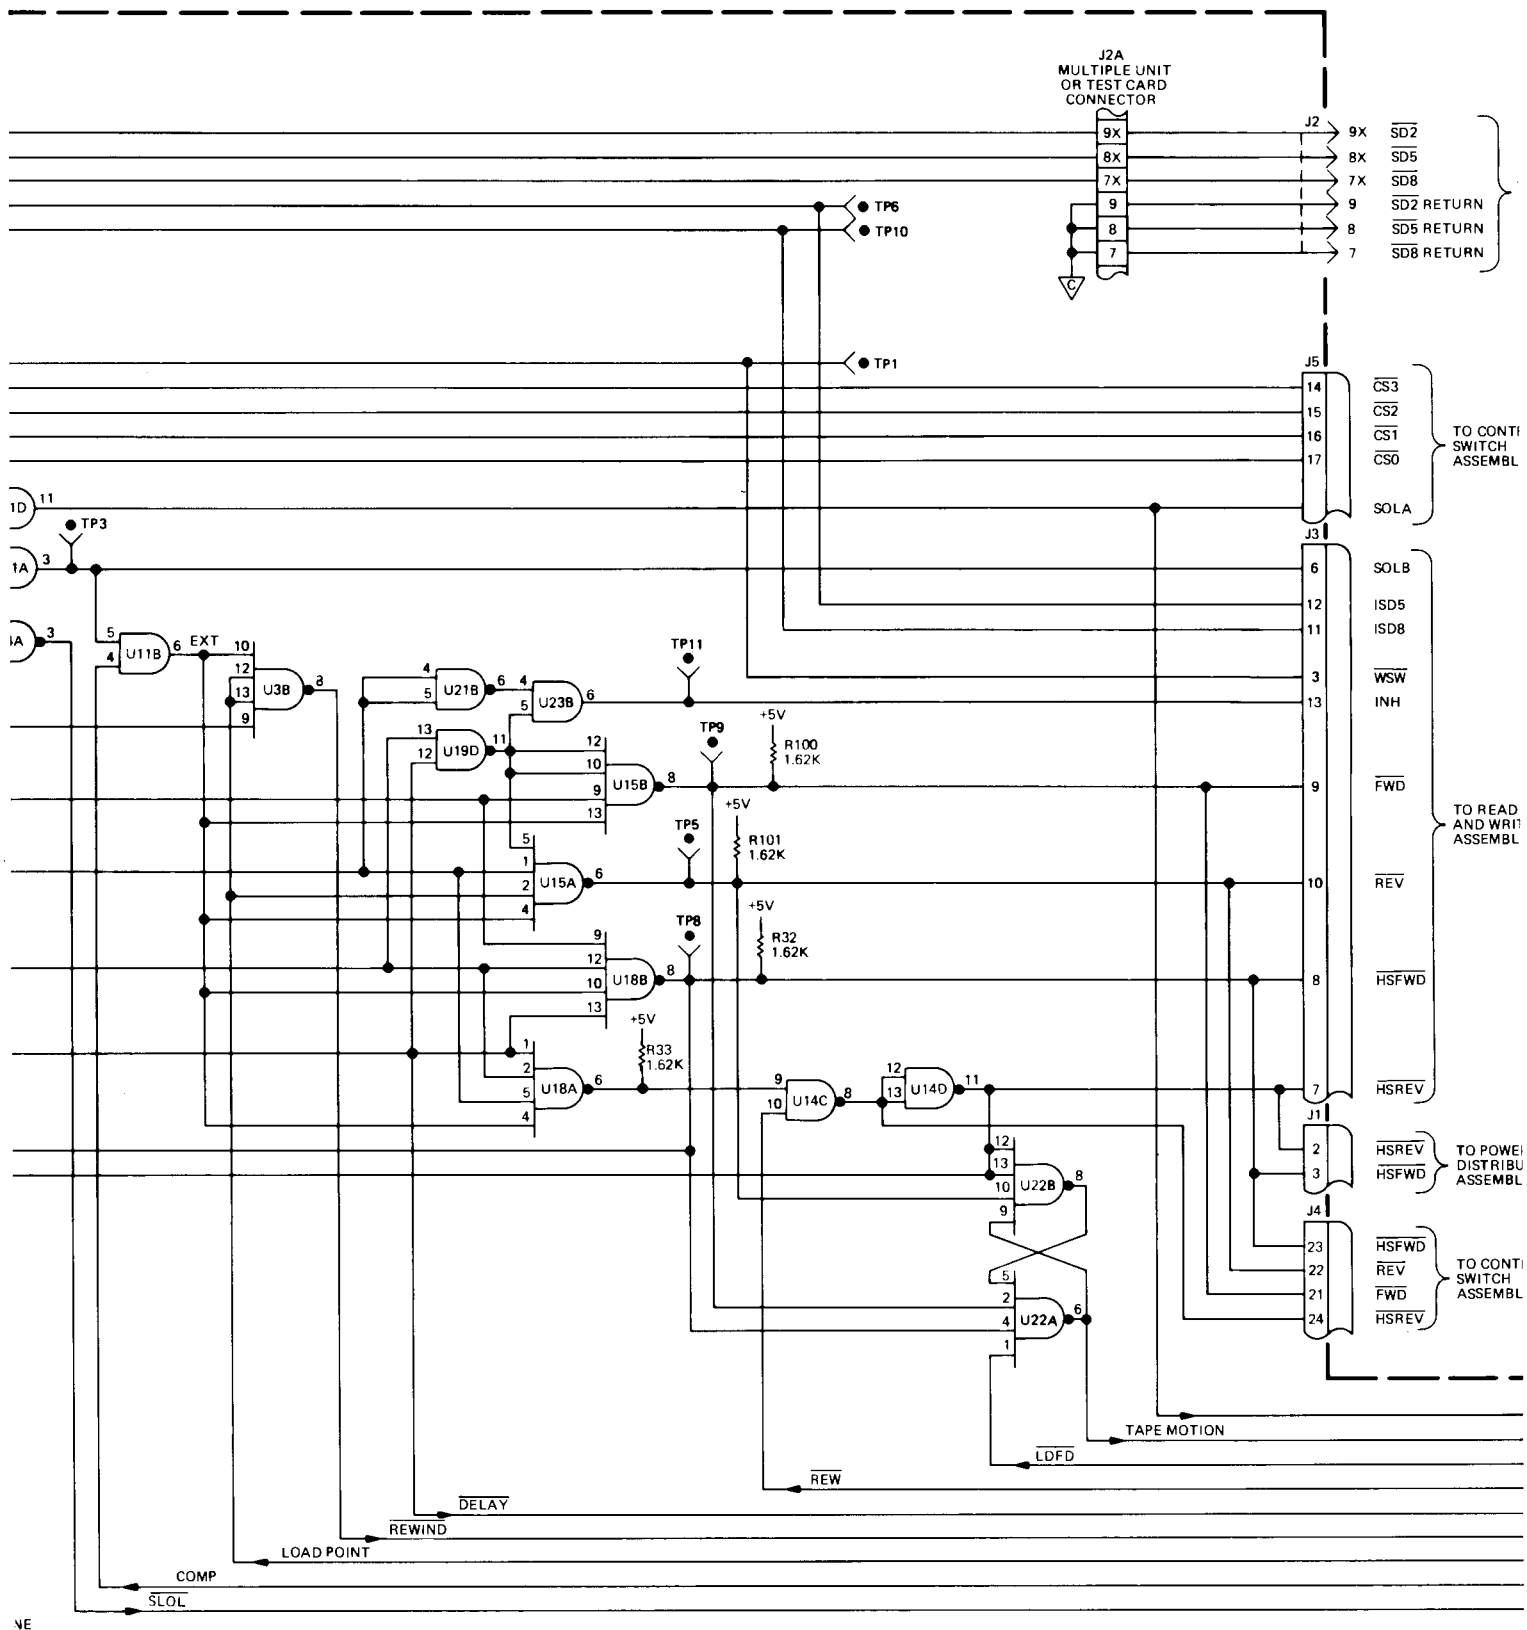 J2A
MULTIPLE UNIT
OR TEST CARD
CONNECTOR
J2
9X 9X SD2
8X 8X SD5
7X 7X SD8
TP6 9 9 SD2 RETURN
TP10 8 8 SD5 RETURN
7 7 SD8 RETURN
C
TP1 J5
14 CS3
15 CS2
16 CS1
17 CS0
TO CONT
SWITCH
ASSEMBL
1D 11 SOLA
TP3 J3
1A 3 6 SOLB
12 ISD5
11 ISD8
3 WSW
13 INH
9 FWD
10 REV
8 HSFWD
7 HSREV
TO READ
AND WRI
ASSEMBL
A 3
5 4 U11B 6 EXT
10 12 13 9 U3B 8
4 5 U21B 6
4 5 U23B 6
TP11
13 12 U19D 11
12 10 9 13 U15B 8
TP9
+5V
R100
1.62K
5 1 2 4 U15A 6
TP5
+5V
R101
1.62K
9 12 10 13 U18B 8
TP8
+5V
R32
1.62K
1 2 5 4 U18A 6
+5V
R33
1.62K
9 10 U14C 8
12 13 U14D 11
J1
2 HSREV
3 HSFWD
TO POWE
DISTRIBU
ASSEMBL
12 13 10 9 U22B 8
5 2 4 1 U22A 6
J4
23 HSFWD
22 REV
21 FWD
24 HSREV
TO CONT
SWITCH
ASSEMBL
TAPE MOTION
LDFD
REW
DELAY
REWIND
LOAD POINT
COMP
SLOL
NE